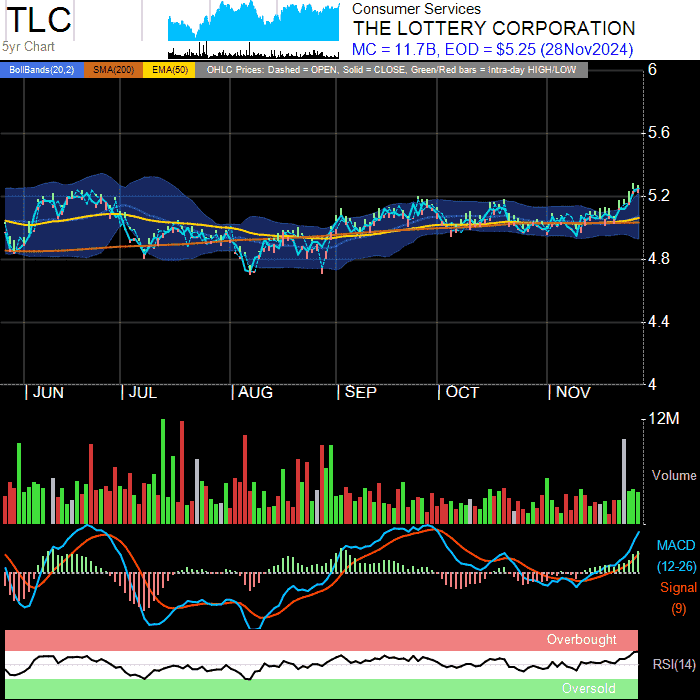 TLC
5yr Chart
Consumer Services
THE LOTTERY CORPORATION
MC = 11.7B, EOD = $5.25 (28Nov2024)
BollBands(20,2) SMA(200) EMA(50) OHLC Prices: Dashed = OPEN, Solid = CLOSE, Green/Red bars = Intra-day HIGH/LOW
6
5.6
5.2
4.8
4.4
4
JUN JUL AUG SEP OCT NOV
12M
Volume
MACD
(12-26)
Signal
(9)
Overbought
RSI(14)
Oversold